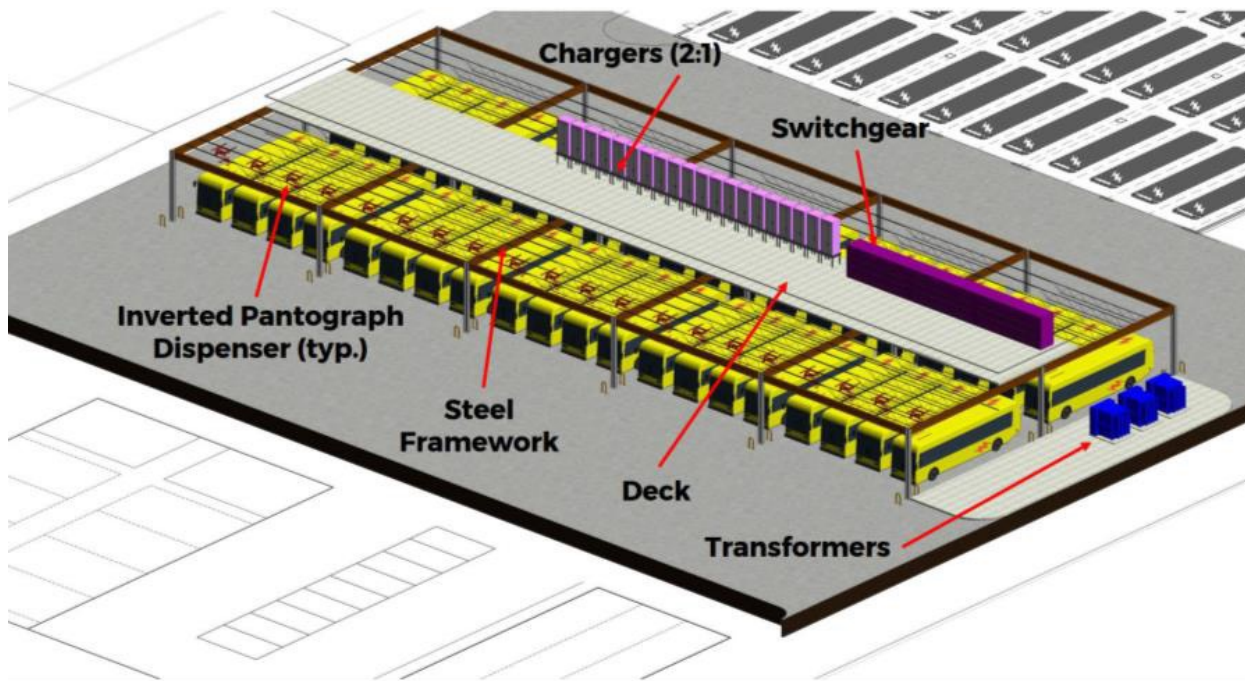 Chargers (2:1)
Switchgear
Inverted Pantograph
Dispenser (typ.)
Steel
Framework
Deck
Transformers